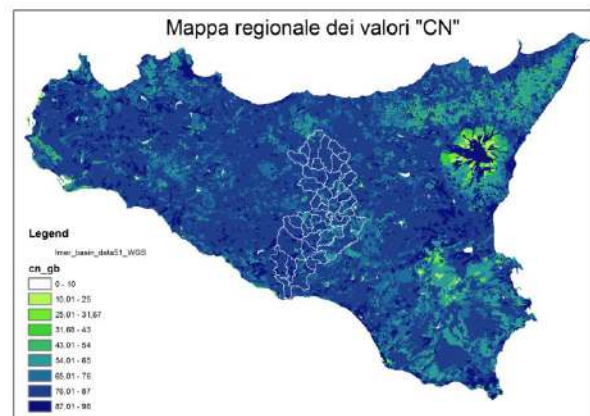 Mappa regionale dei valori "CN"
Legend
Imer_basin_data51_WGS
cn_gb
0 - 10
10,01 - 25
25,01 - 31,67
31,68 - 43
43,01 - 54
54,01 - 65
65,01 - 76
76,01 - 87
87,01 - 98